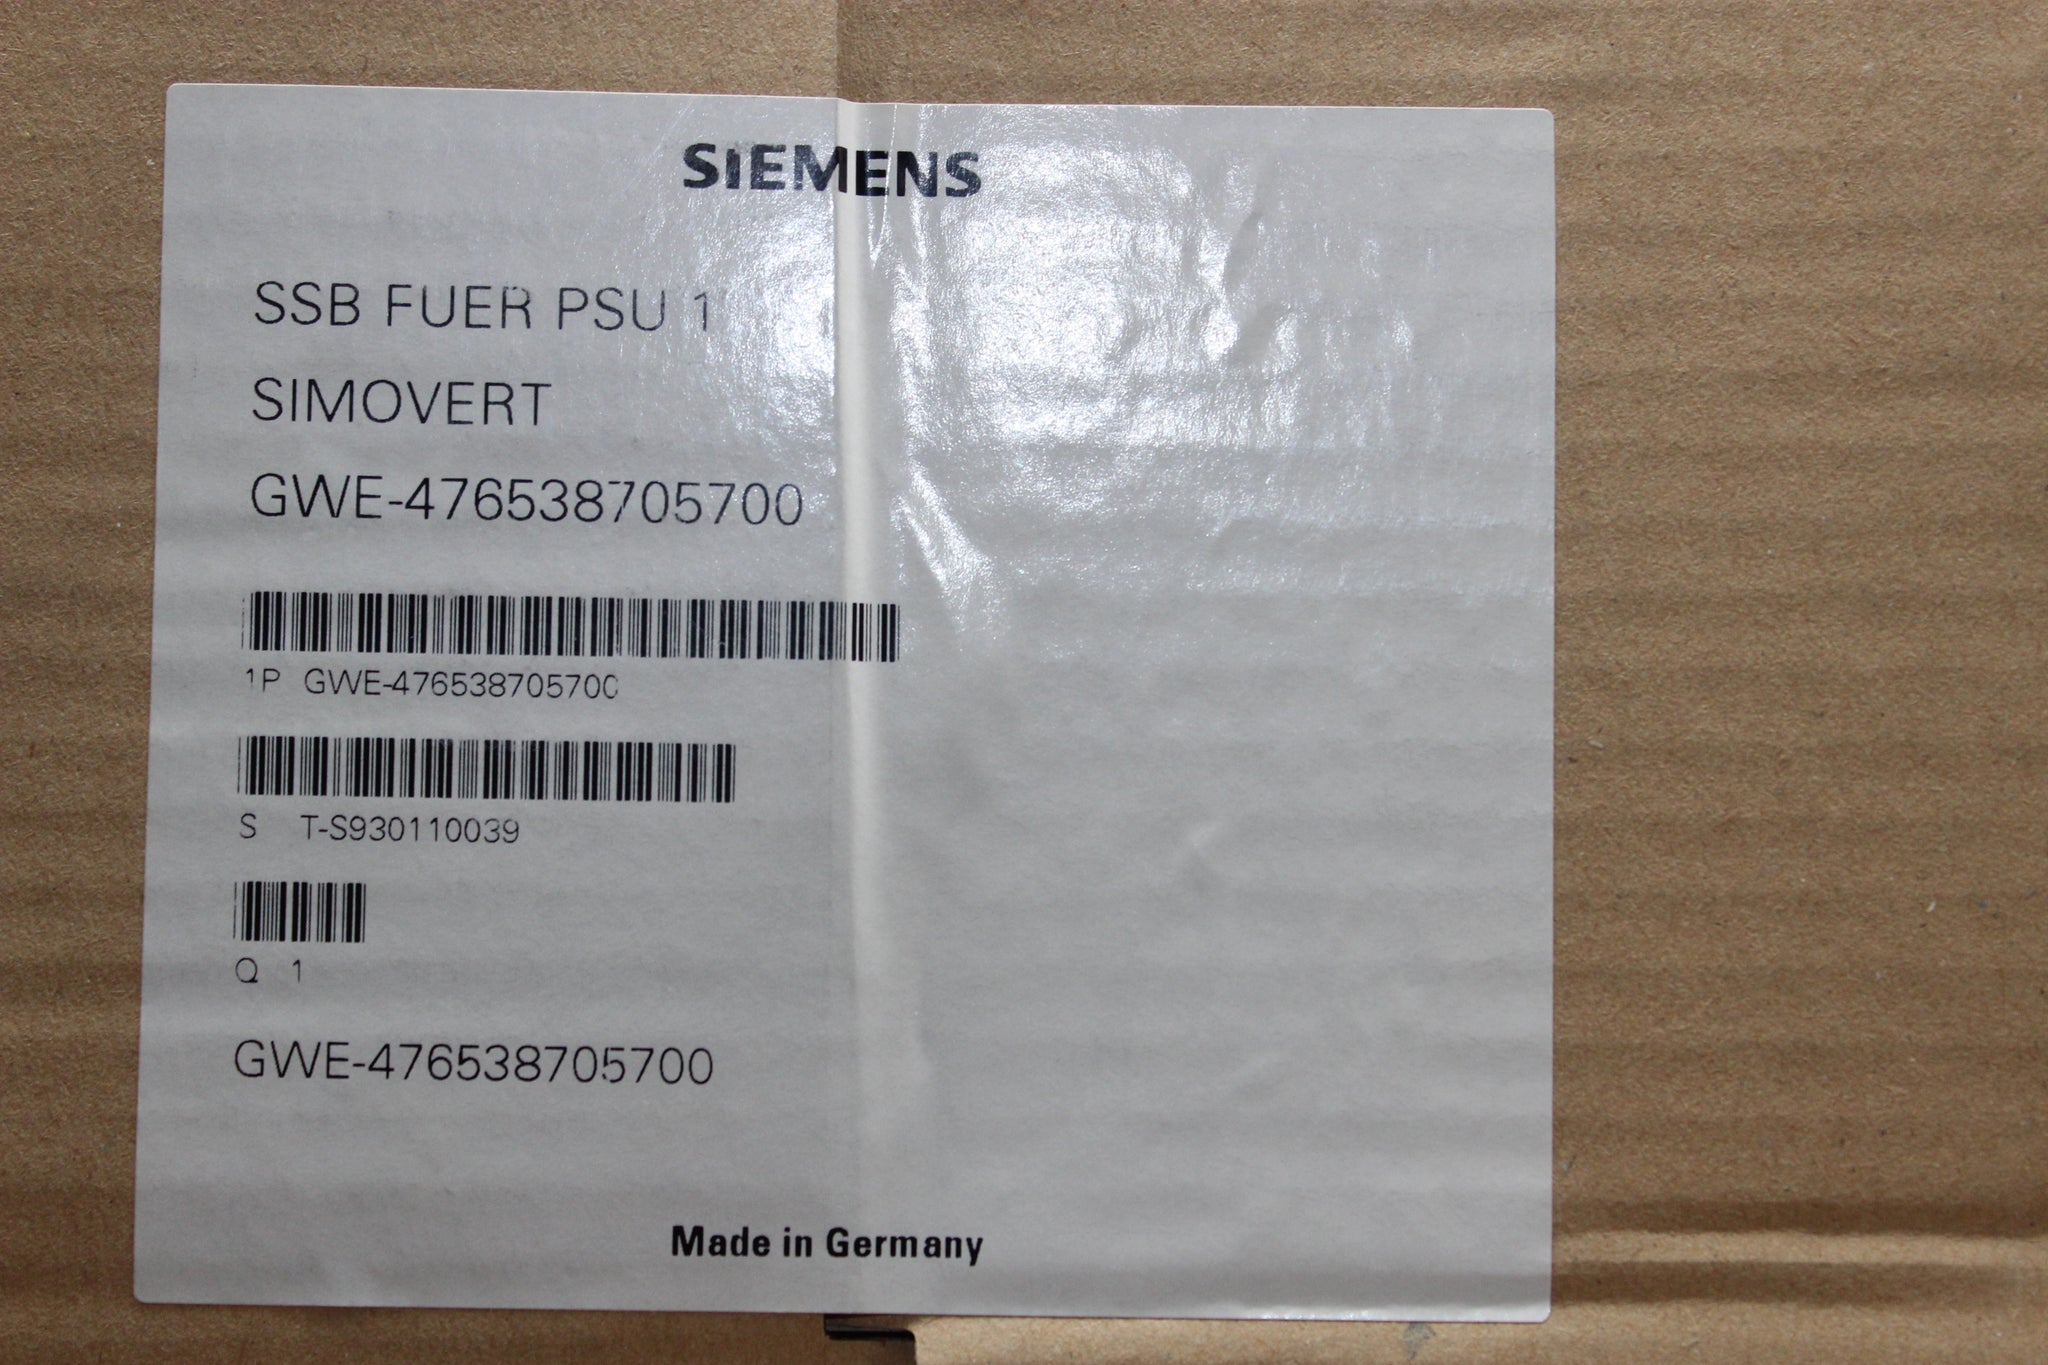 SIEMENS
SSB FUER PSU 1
SIMOVERT
GWE-476538705700
1P GWE-476538705700
S T-S930110039
Q 1
GWE-476538705700
Made in Germany